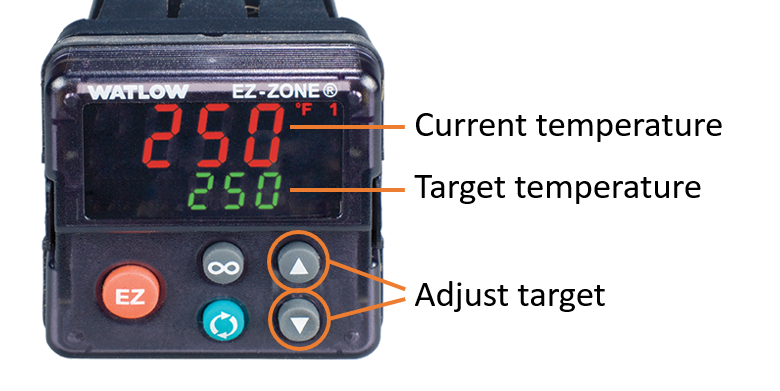 WATLOW EZ-ZONE®
°F 1
250
Current temperature
250
Target temperature
EZ
∞
Adjust target